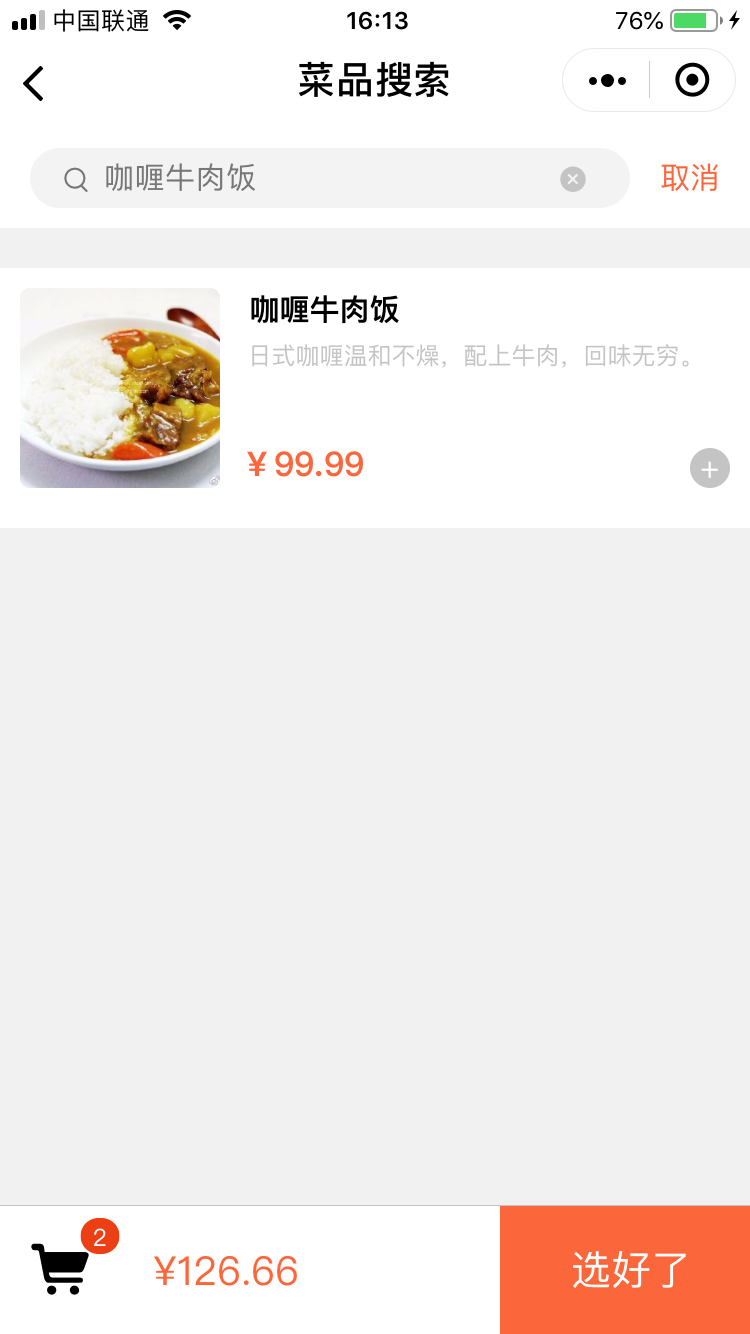 中国联通
16:13
76%
菜品搜索
咖喱牛肉饭
取消
咖喱牛肉饭
日式咖喱温和不燥，配上牛肉，回味无穷。
¥ 99.99
2
¥126.66
选好了